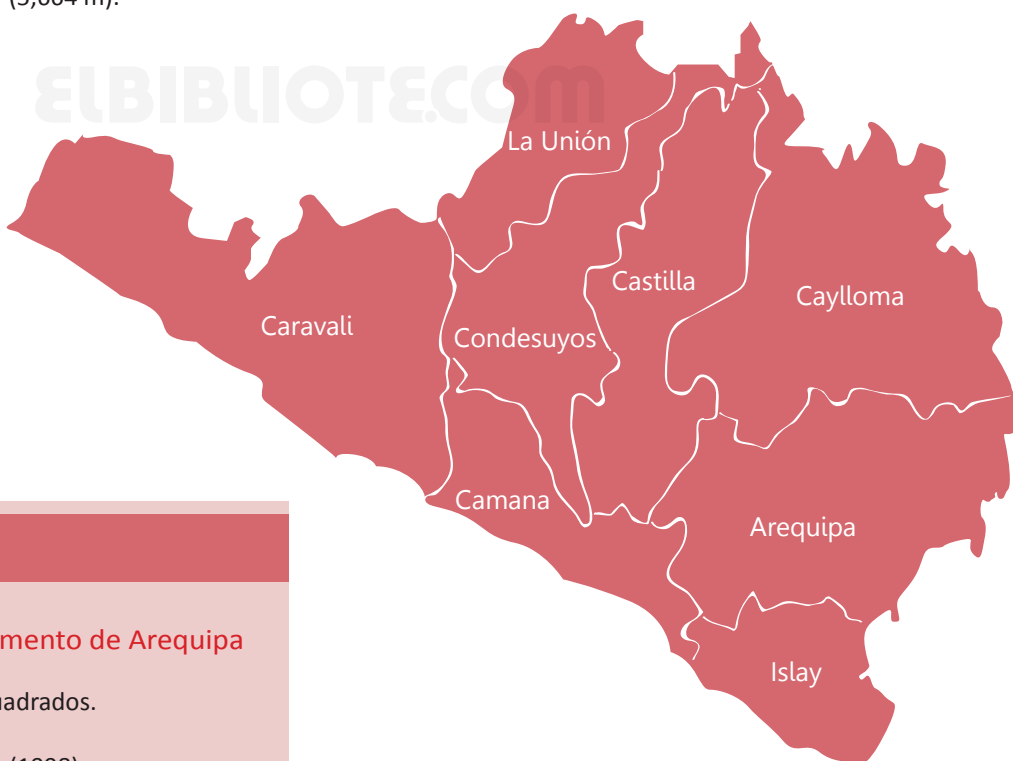 ELBIBLIOTE.COM
La Unión
Castilla
Caylloma
Caravali
Condesuyos
Camana
Arequipa
mento de Arequipa
Islay
uadrados.